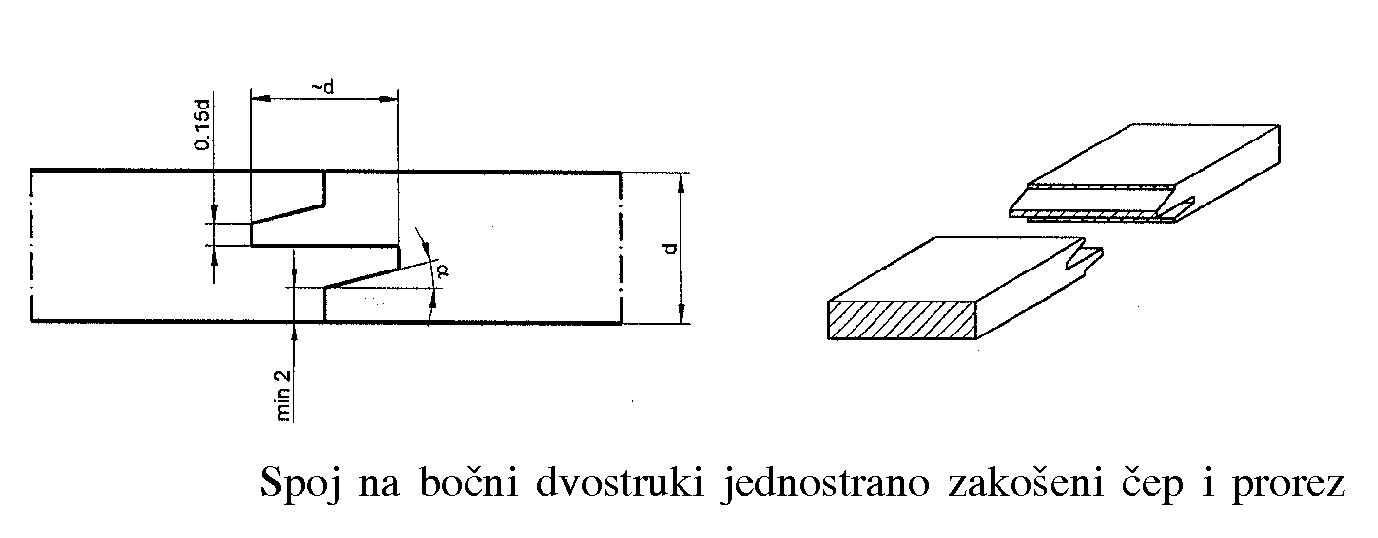 ~d
0.15d
d
α
min 2
Spoj na bočni dvostruki jednostrano zakošeni čep i prorez